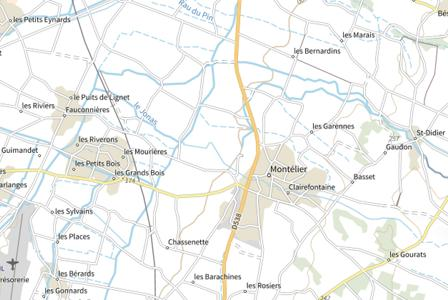 les Petits Eynards
Rau du Pin
les Marais
les Bernardins
le Puits de Lignet
les Riviers
Fauconnières
le Jonas
les Garennes
St-Didier
257
les Riverons
Guimandet
les Mourières
Gaudon
les Petits Bois
Montélier
les Grands Bois
174
Basset
Clairefontaine
les Sylvains
D538
les Places
Chassenette
les Gourats
les Bérards
les Barachines
les Rosiers
les Gonnards
247